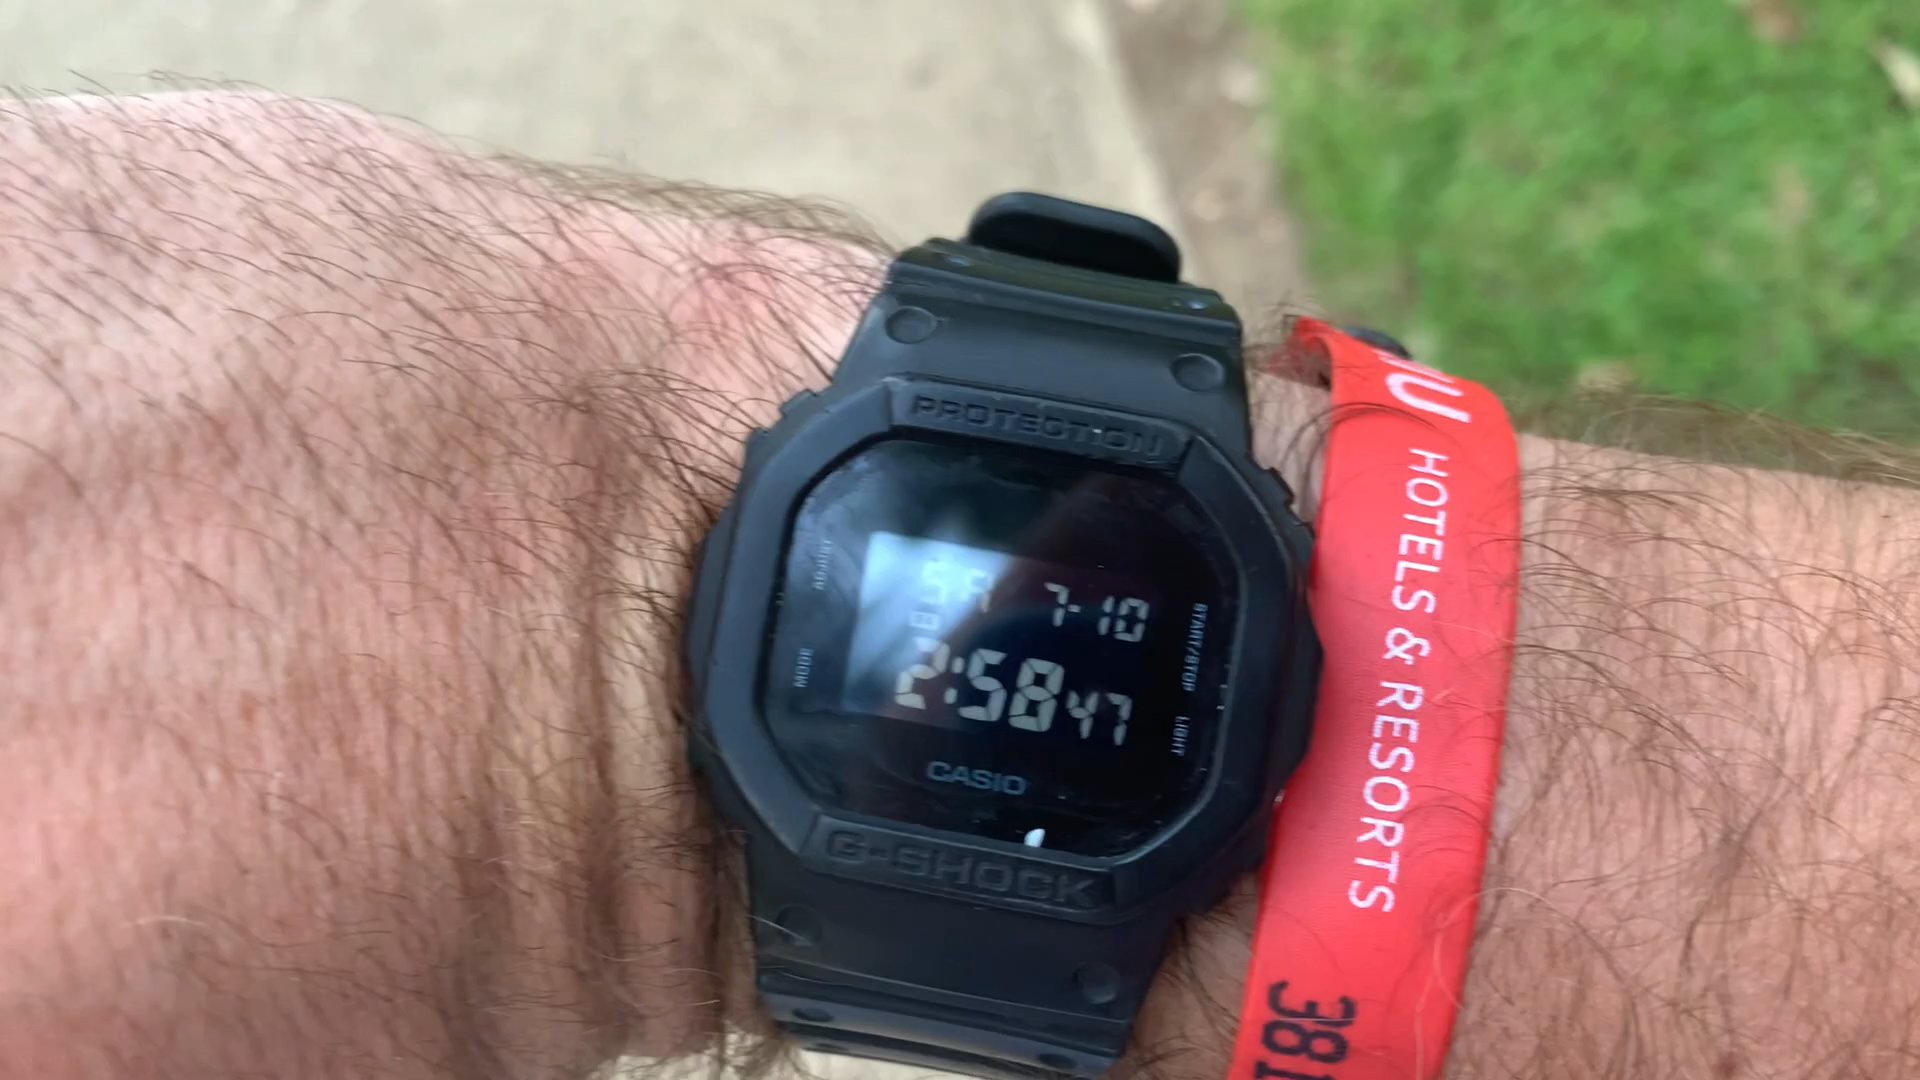 PROTECTION
ADJUST
MODE
START/STOP
LIGHT
SA 7-10
2:58 47
CASIO
G-SHOCK
HOTELS & RESORTS
381